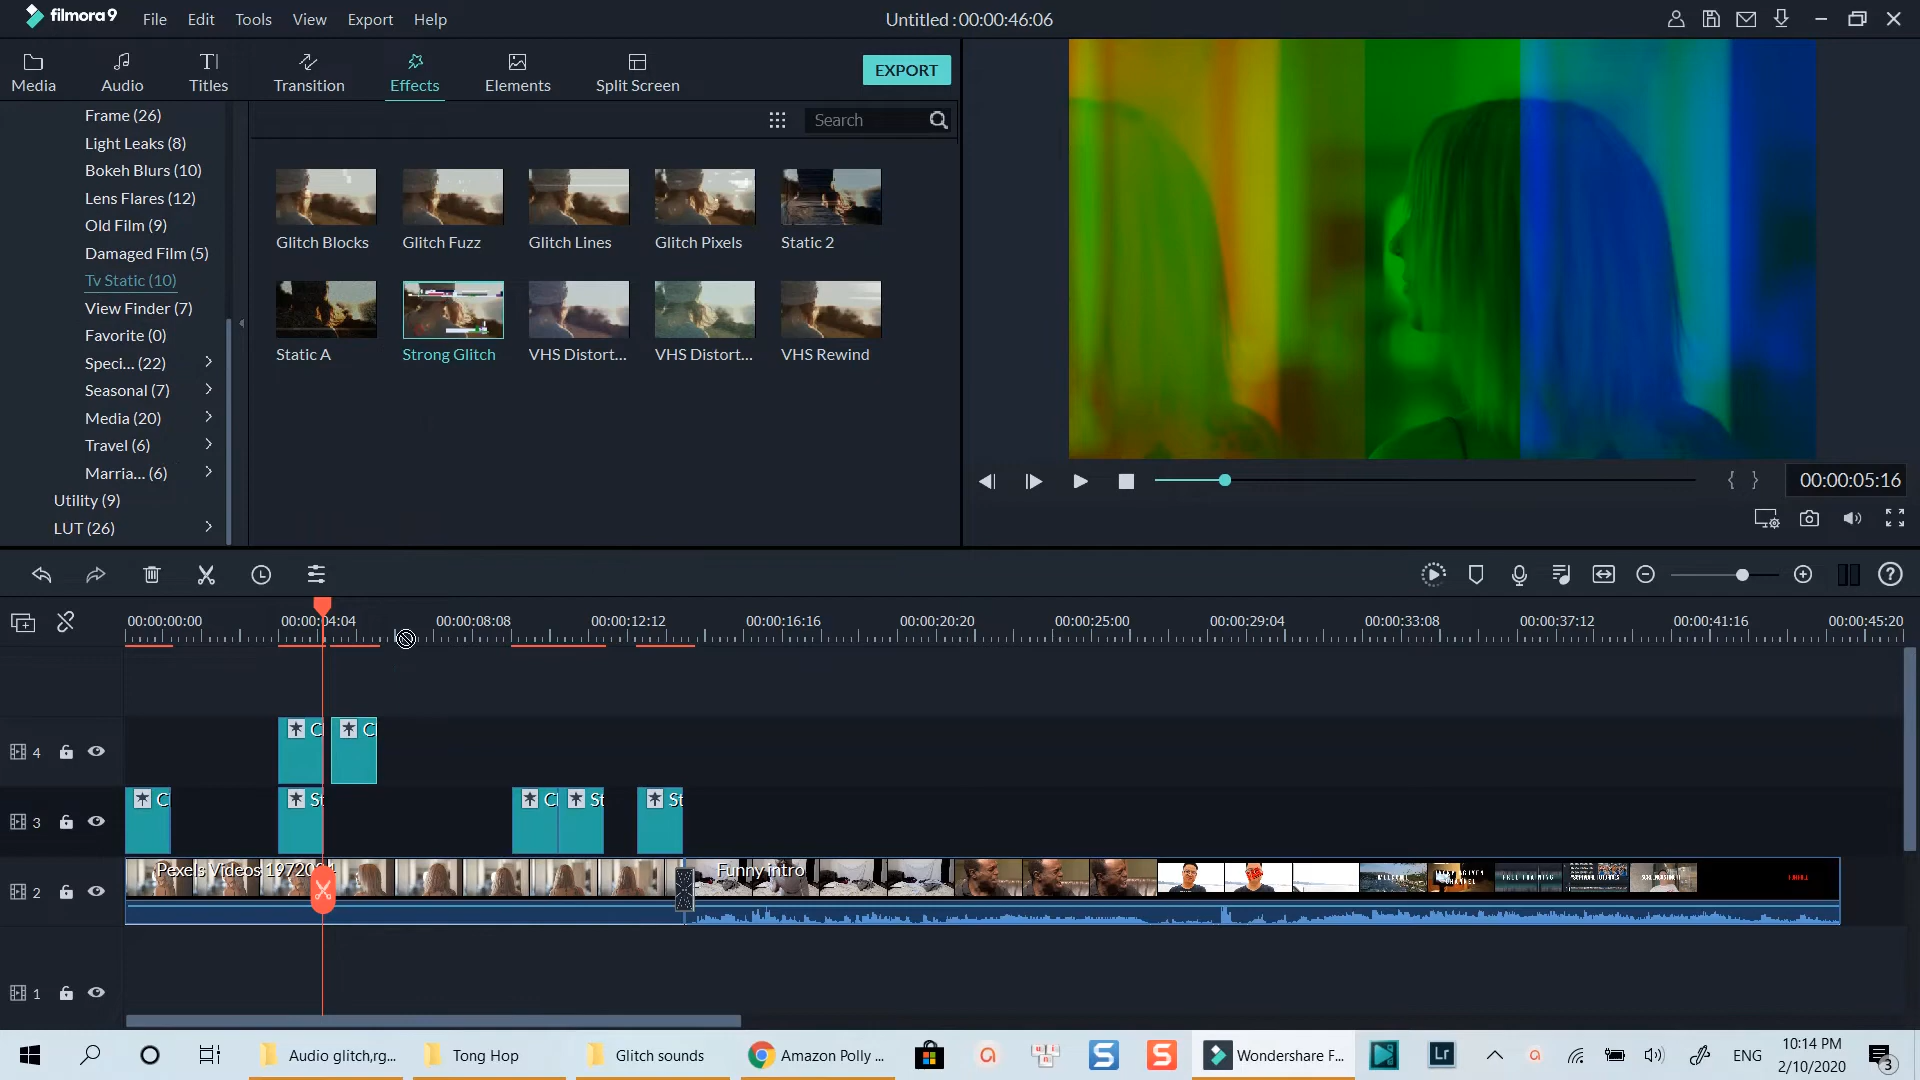 filmora9
File
Edit
Tools
View
Export
Help
Untitled : 00:00:46:06
Media
Audio
Titles
Transition
Effects
Elements
Split Screen
EXPORT
Frame (26)
Light Leaks (8)
Bokeh Blurs (10)
Lens Flares (12)
Old Film (9)
Damaged Film (5)
Tv Static (10)
View Finder (7)
Favorite (0)
Speci... (22)
Seasonal (7)
Media (20)
Travel (6)
Marria... (6)
Utility (9)
LUT (26)
Search
Glitch Blocks
Glitch Fuzz
Glitch Lines
Glitch Pixels
Static 2
Static A
Strong Glitch
VHS Distort...
VHS Distort...
VHS Rewind
{ }
00:00:05:16
00:00:00:00
00:00:04:04
00:00:08:08
00:00:12:12
00:00:16:16
00:00:20:20
00:00:25:00
00:00:29:04
00:00:33:08
00:00:37:12
00:00:41:16
00:00:45:20
4
C
C
3
C
St
C
St
St
2
Pexels Videos 1972034
Funny intro
1
Audio glitch,rg...
Tong Hop
Glitch sounds
Amazon Polly ...
Wondershare F...
Lr
ENG
10:14 PM
2/10/2020
3